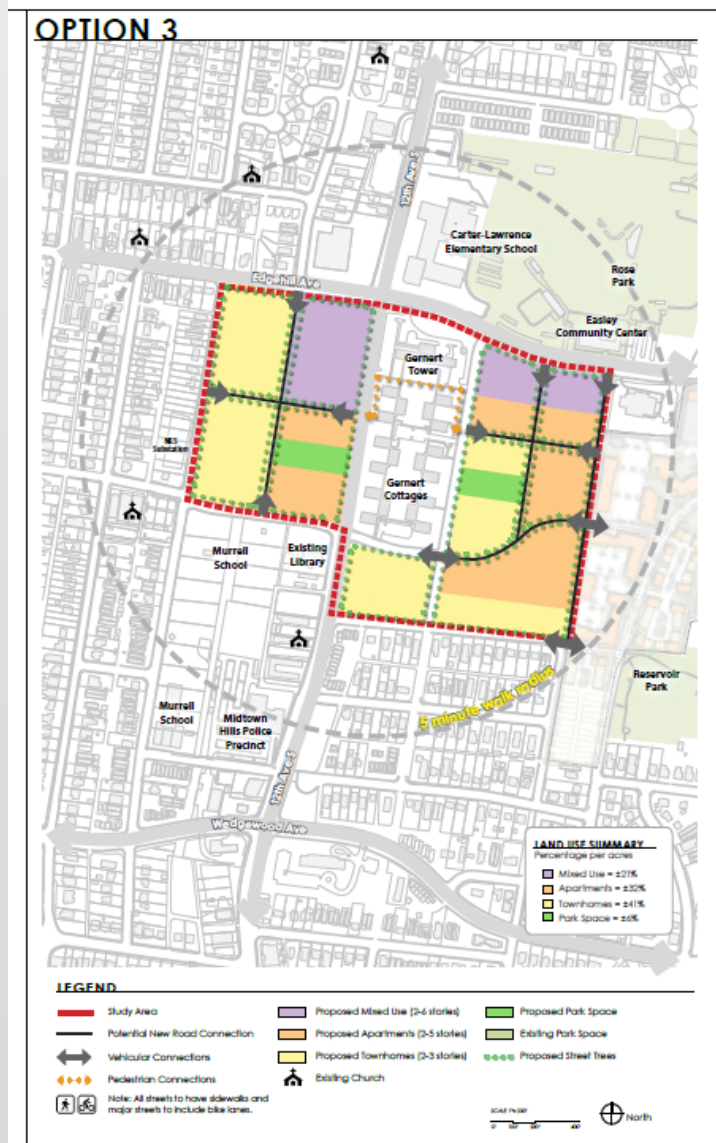 OPTION 3
12th Ave S
Carter-Lawrence
Elementary School
Rose
Park
Edgehill Ave
Easley
Community Center
Gernert
Tower
NES
Substation
Gernert
Cottages
Murrell
School
Existing
Library
Reservoir
Park
5 minute walk radius
Murrell
School
Midtown
Hills Police
Precinct
12th Ave S
Wedgewood Ave
LAND USE SUMMARY
Percentage per acres
Mixed Use = ±21%
Apartments = ±32%
Townhomes = ±41%
Park Space = ±6%
LEGEND
Study Area
Potential New Road Connection
Vehicular Connections
Pedestrian Connections
Note: All streets to have sidewalks and
major streets to include bike lanes.
Proposed Mixed Use (2-6 stories)
Proposed Apartments (2-5 stories)
Proposed Townhomes (2-3 stories)
Existing Church
Proposed Park Space
Existing Park Space
Proposed Street Trees
North